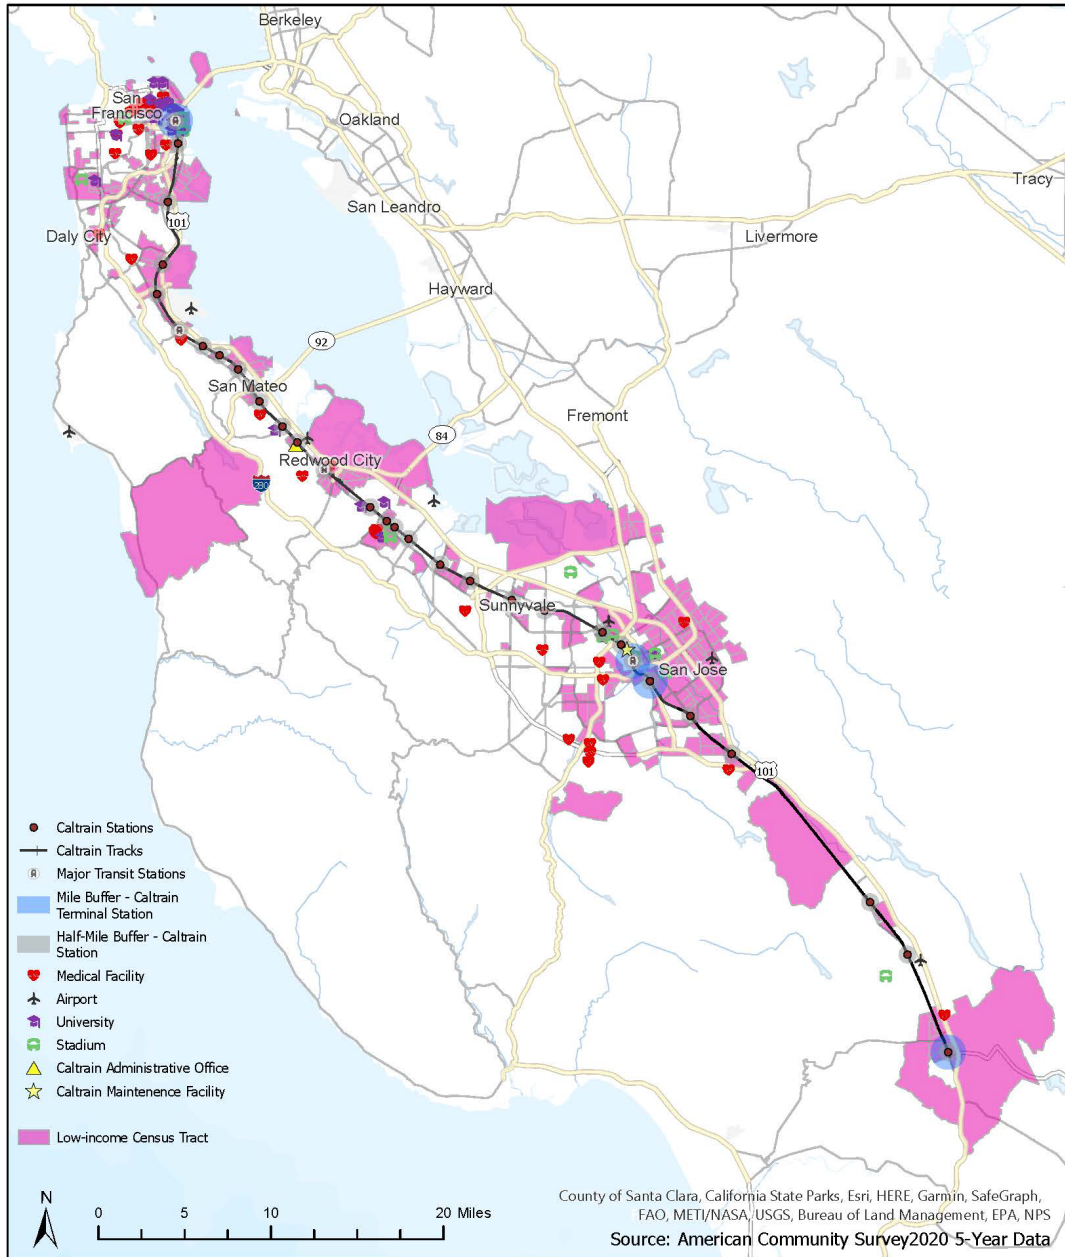 Berkeley
San
Francisco
Oakland
Tracy
San Leandro
101
Daly City
Livermore
Hayward
92
San Mateo
Fremont
84
Redwood City
280
Sunnyvale
San Jose
101
Caltrain Stations
Caltrain Tracks
Major Transit Stations
Mile Buffer - Caltrain
Terminal Station
Half-Mile Buffer - Caltrain
Station
Medical Facility
Airport
University
Stadium
Caltrain Administrative Office
Caltrain Maintenence Facility
Low-income Census Tract
N
0 5 10 20 Miles
County of Santa Clara, California State Parks, Esri, HERE, Garmin, SafeGraph,
FAO, METI/NASA, USGS, Bureau of Land Management, EPA, NPS
Source: American Community Survey2020 5-Year Data